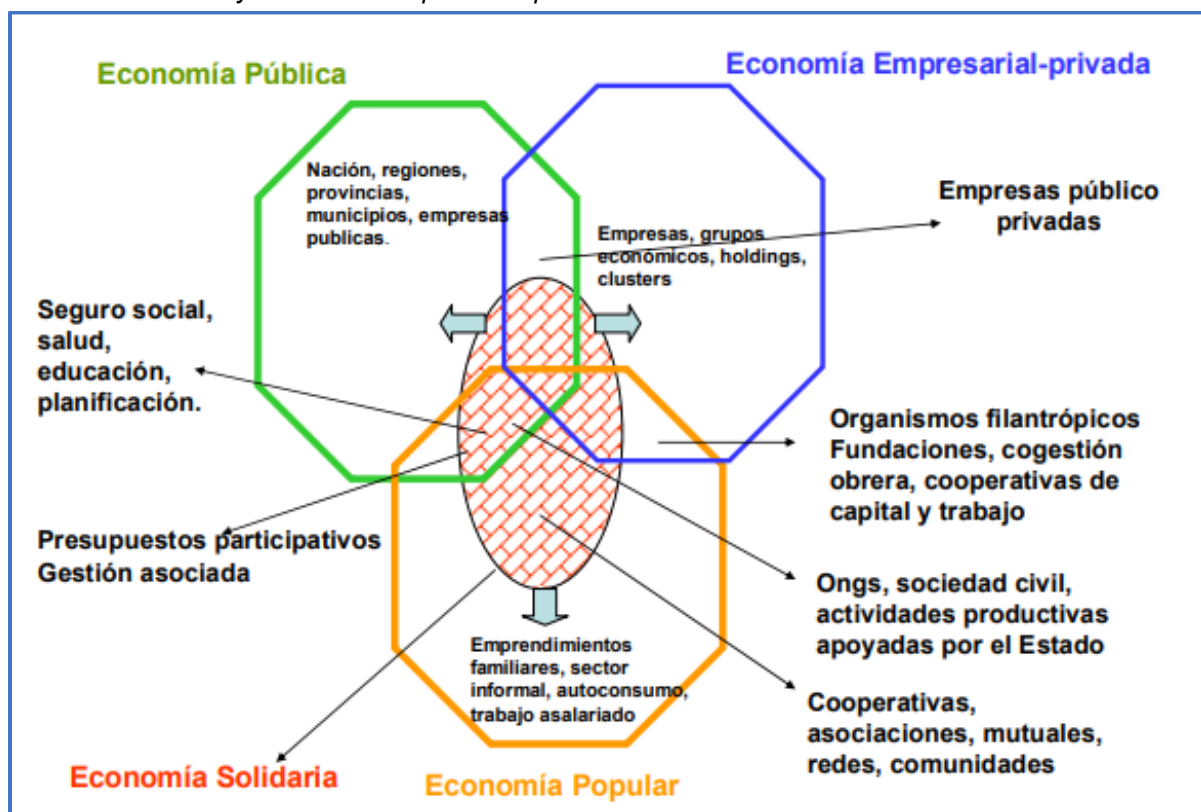 Economía Pública
Economía Empresarial-privada
Nación, regiones,
provincias,
municipios, empresas
publicas.
Empresas, grupos
económicos, holdings,
clusters
Empresas público
privadas
Seguro social,
salud,
educación,
planificación.
Organismos filantrópicos
Fundaciones, cogestión
obrera, cooperativas de
capital y trabajo
Presupuestos participativos
Gestión asociada
Ongs, sociedad civil,
actividades productivas
apoyadas por el Estado
Emprendimientos
familiares, sector
informal, autoconsumo,
trabajo asalariado
Cooperativas,
asociaciones, mutuales,
redes, comunidades
Economía Solidaria
Economía Popular